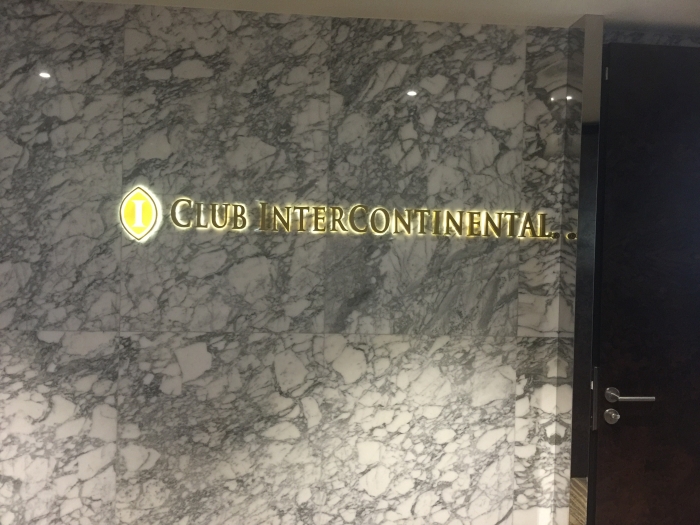 I CLUB INTERCONTINENTAL.